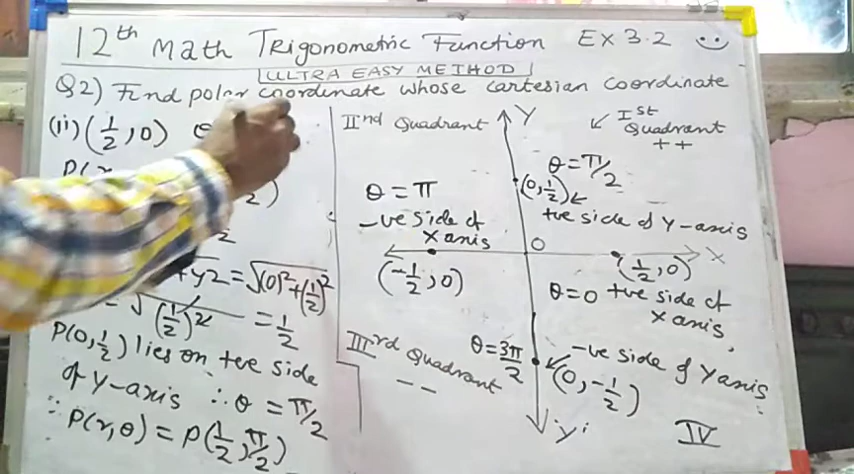 12th Math Trigonometric Function EX 3.2
ULTRA EASY METHOD
Q2) Find polar coordinate whose cartesian coordinate
(ii) (1/2, 0)
P(
+y2 = √(0)²+(1/2)²
= √(1/2)² = 1/2
P(0, 1/2) lies on +ve side
of Y-axis ∴ θ = π/2
∴ P(r, θ) = P(1/2, π/2)
IInd Quadrant
Y
Ist
Quadrant
++
θ = π/2
(0, 1/2)
+ve side of Y-axis
θ = π
-ve side of
X axis
(-1/2, 0)
O
X
(1/2, 0)
θ = 0 +ve side of
X axis
IIIrd Quadrant
- -
θ = 3π/2
-ve side of Y axis
(0, -1/2)
Y'
IV